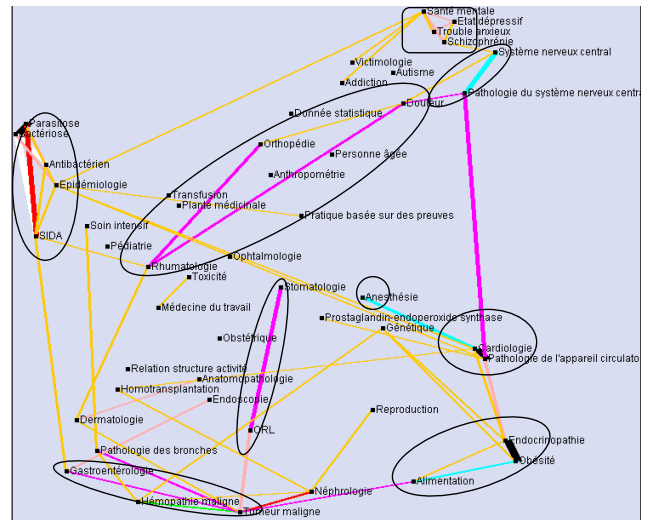 Santé mentale
Etat dépressif
Trouble anxieux
Schizophrénie
Système nerveux central
Victimologie
Autisme
Addiction
Pathologie du système nerveux centra
Douleur
Donnée statistique
Parasitose
Bactériose
Orthopédie
Personne âgée
Antibactérien
Anthropométrie
Epidémiologie
Transfusion
Plante médicinale
Pratique basée sur des preuves
Soin intensif
SIDA
Pédiatrie
Ophtalmologie
Rhumatologie
Toxicité
Stomatologie
Anesthésie
Médecine du travail
Prostaglandin-endoperoxide synthase
Génétique
Obstétrique
Cardiologie
Pathologie de l'appareil circulato
Relation structure activité
Anatomopathologie
Homotransplantation
Endoscopie
Reproduction
Dermatologie
ORL
Endocrinopathie
Pathologie des bronches
Obésité
Gastroentérologie
Alimentation
Néphrologie
Hémopathie maligne
Tumeur maligne